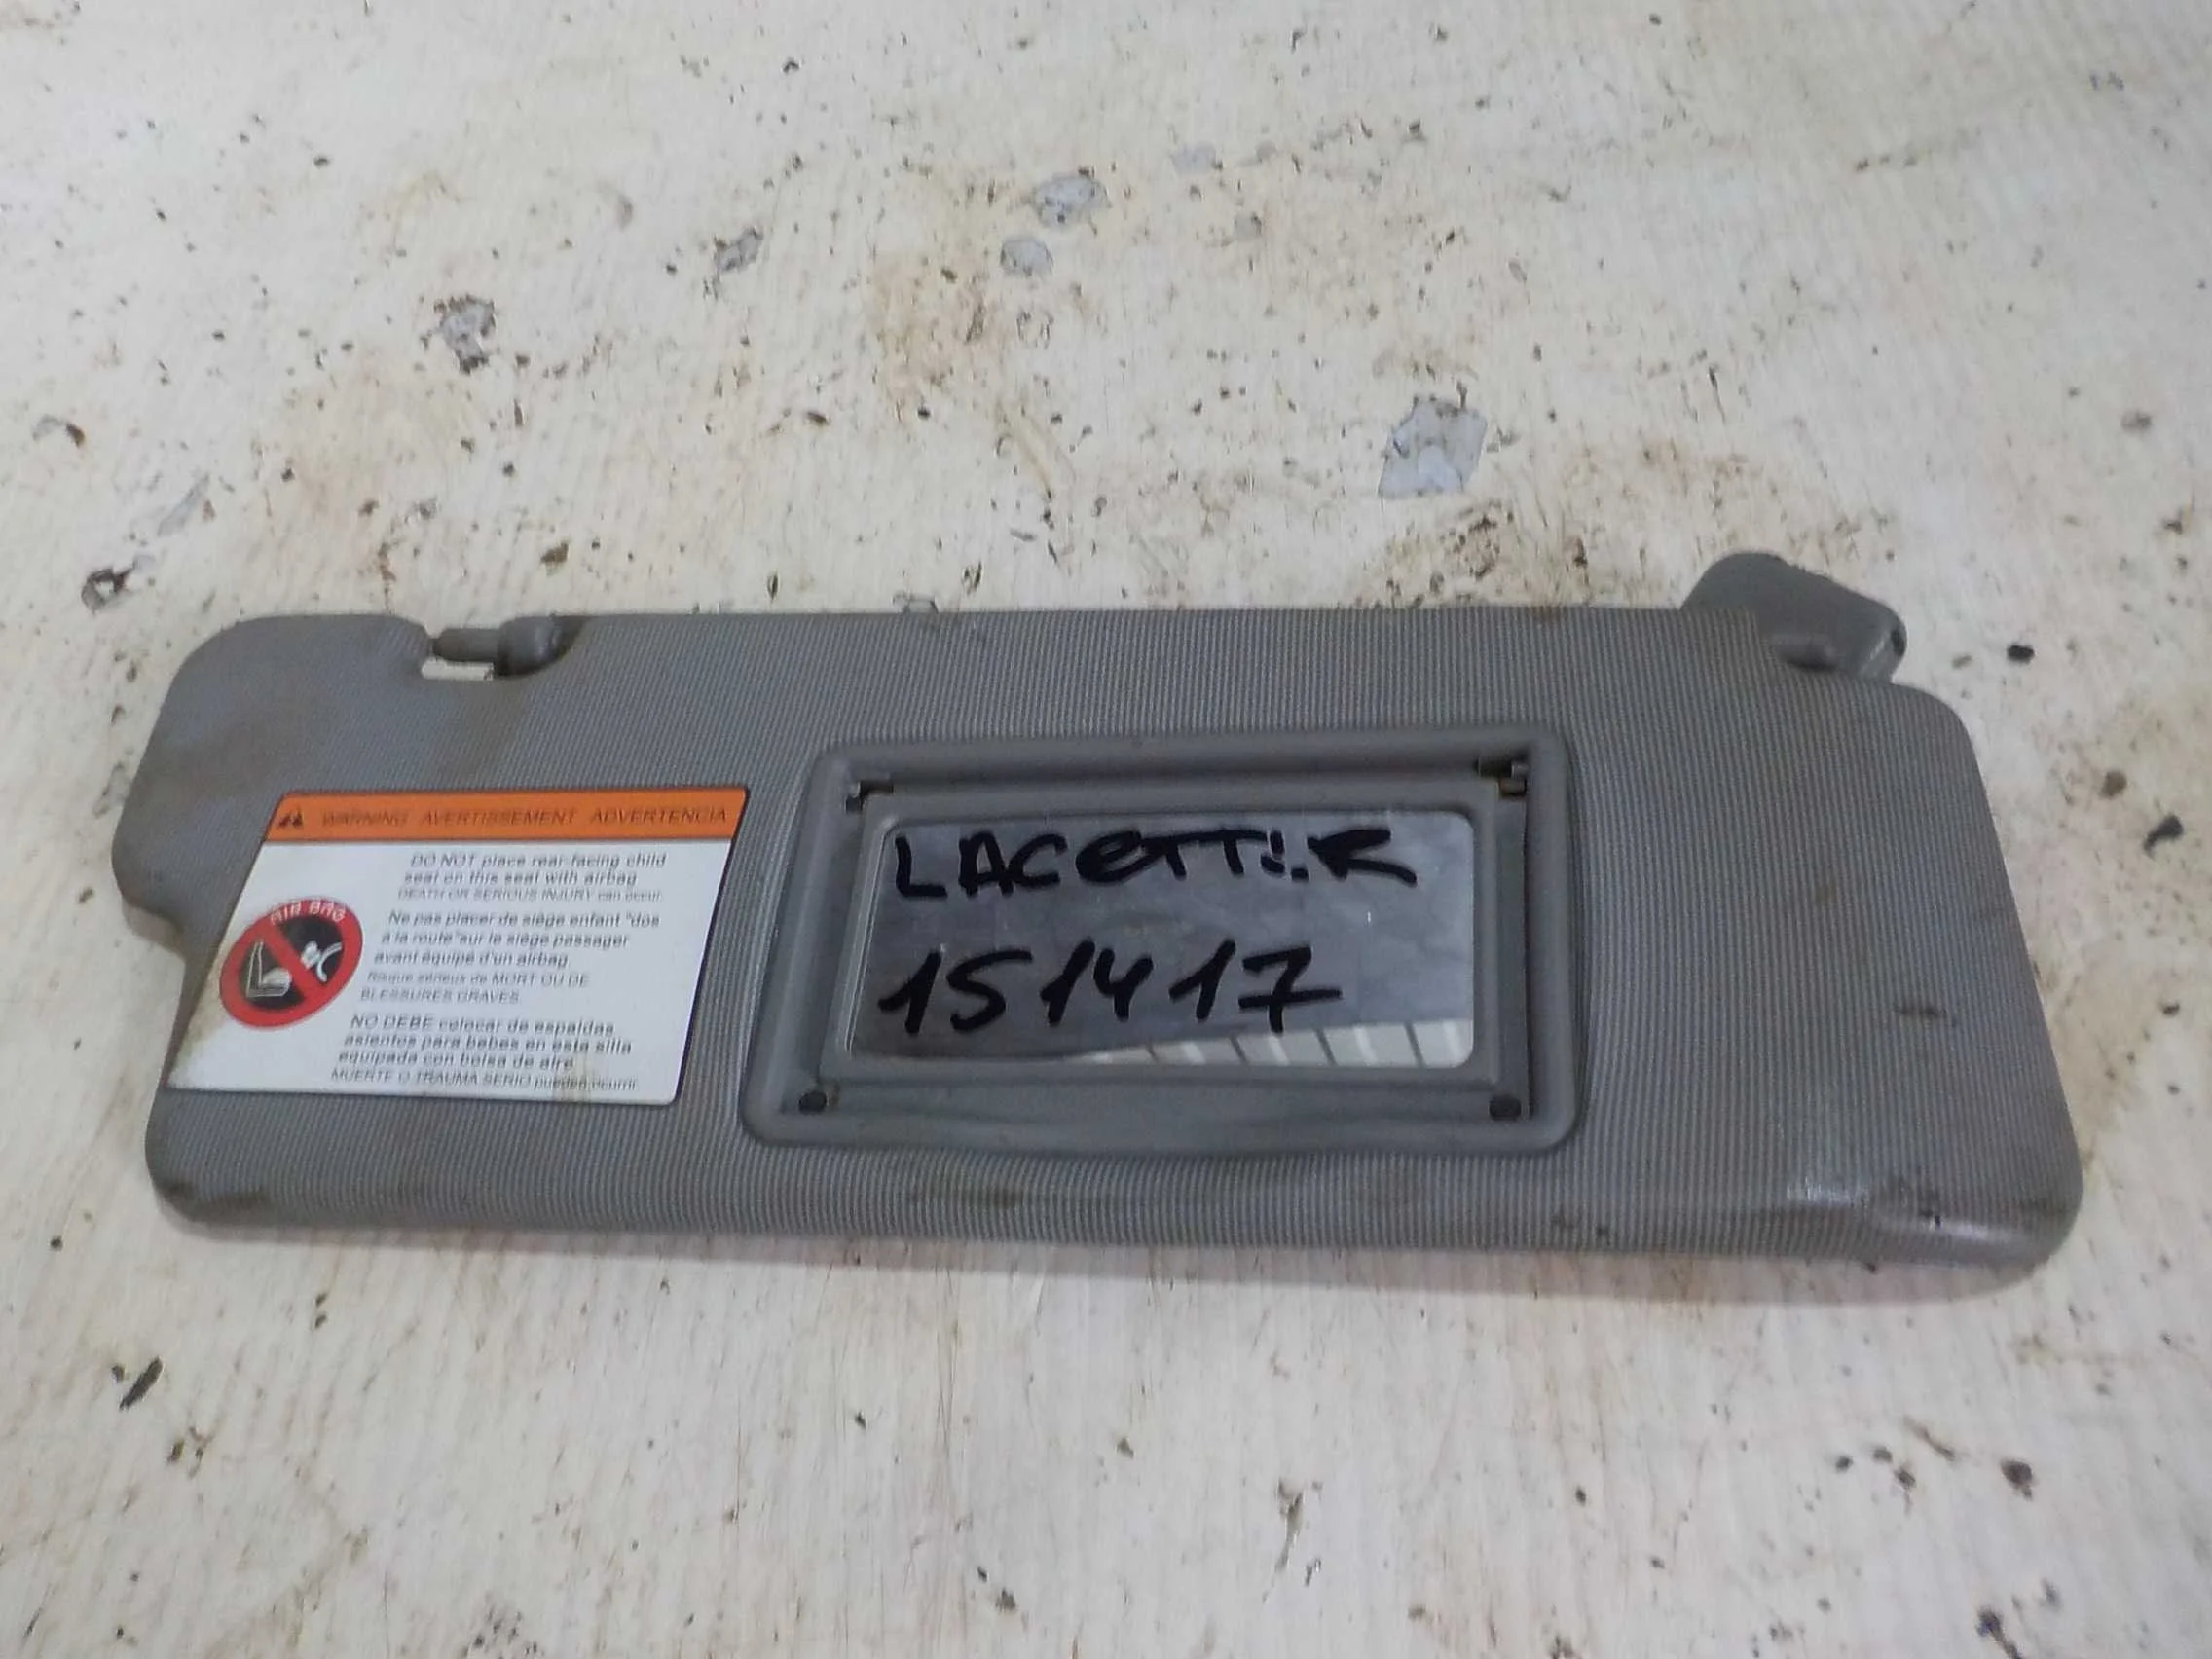 WARNING AVERTISSEMENT ADVERTENCIA
DO NOT place rear-facing child
seat on this seat with airbag
DEATH OR SERIOUS INJURY can occur.
AIR BAG
Ne pas placer de siège enfant "dos
a la route" sur le siège passager
avant équipé d'un airbag
Risque sérieux de MORT OU DE
BLESSURES GRAVES.
NO DEBE colocar de espaldas
asientos para bebes en esta silla
equipada con bolsa de aire
MUERTE O TRAUMA SERIO pueden ocurrir.
LACETTI.R
151417